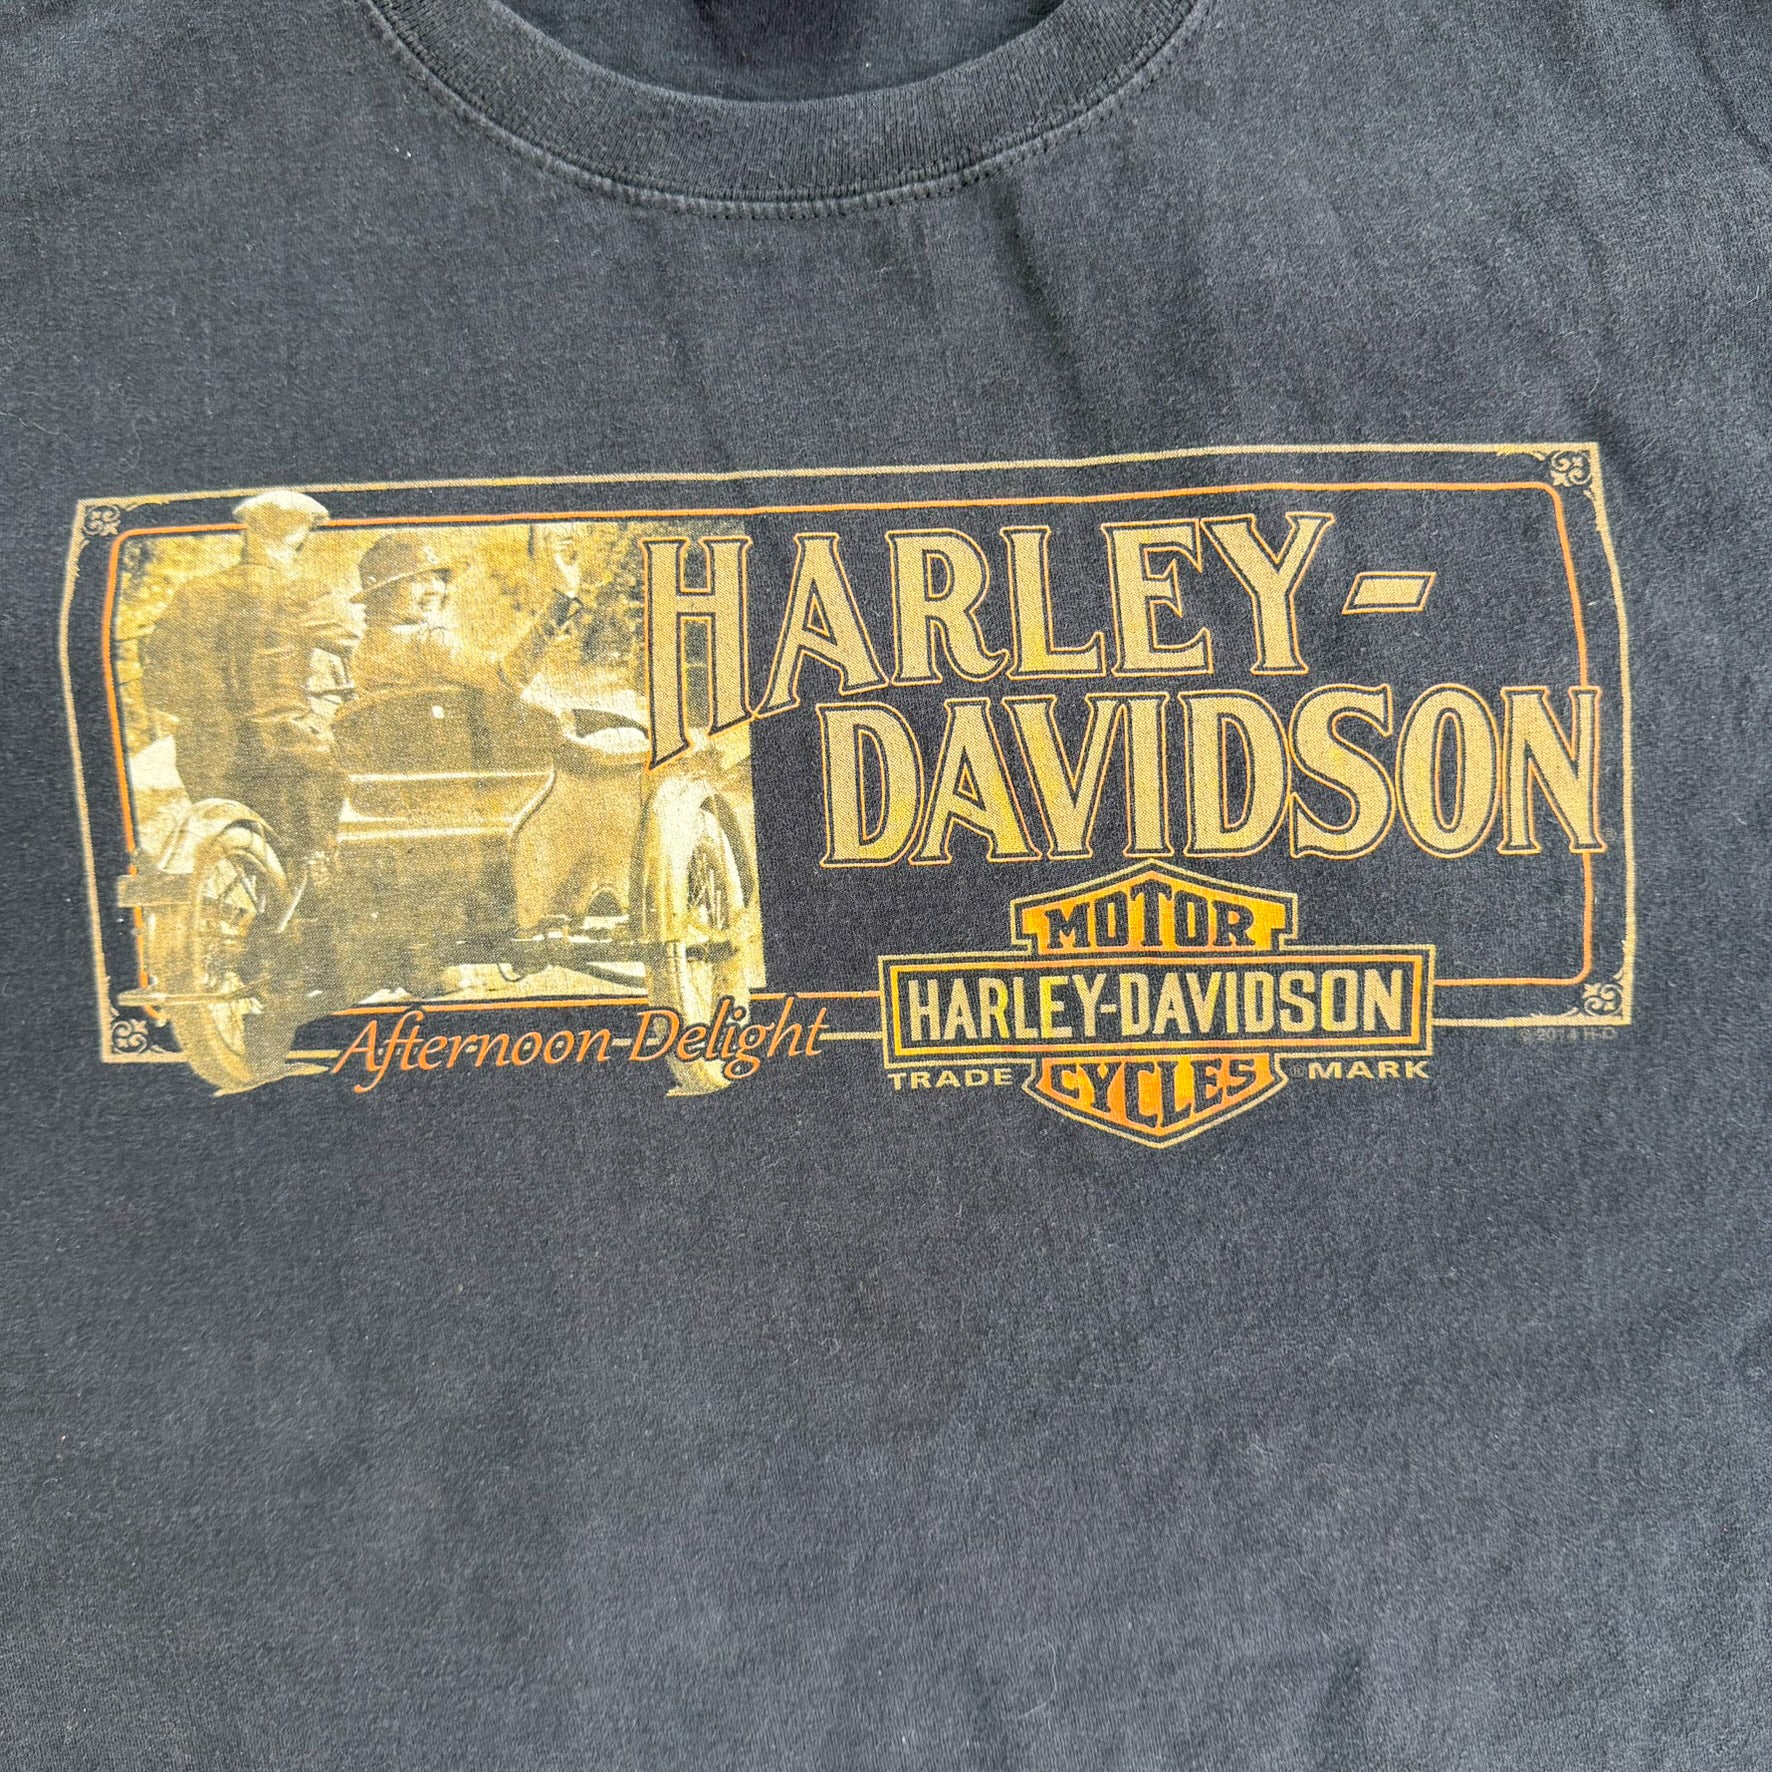 HARLEY-
DAVIDSON
Afternoon Delight
MOTOR
HARLEY-DAVIDSON
CYCLES
TRADE ® MARK